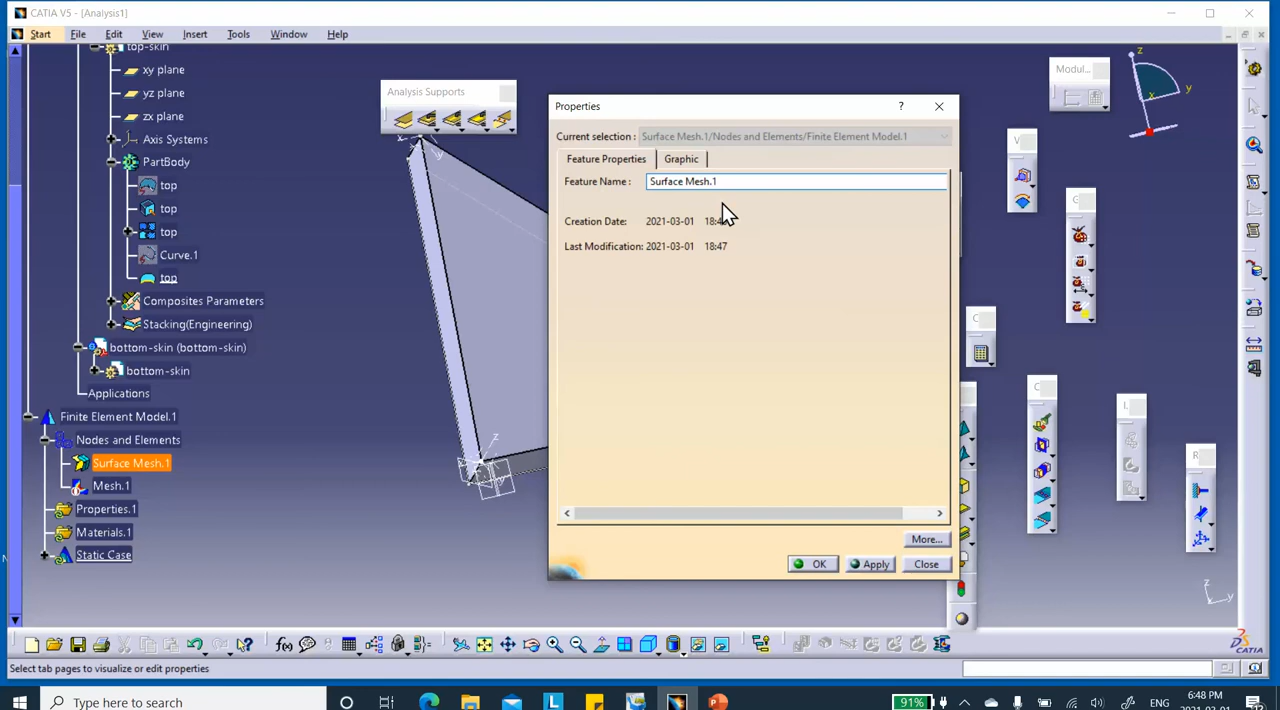 CATIA V5 - [Analysis1]
Start File Edit View Insert Tools Window Help
top-skin
xy plane
yz plane
zx plane
Axis Systems
PartBody
top
top
top
Curve.1
top
Composites Parameters
Stacking(Engineering)
bottom-skin (bottom-skin)
bottom-skin
Applications
Finite Element Model.1
Nodes and Elements
Surface Mesh.1
Mesh.1
Properties.1
Materials.1
Static Case
Analysis Supports
Properties
?
Current selection : Surface Mesh.1/Nodes and Elements/Finite Element Model.1
Feature Properties Graphic
Feature Name : Surface Mesh.1
Creation Date: 2021-03-01
Last Modification: 2021-03-01 18:47
More...
OK Apply Close
Modul...
z
y
x
V
G
C
C
I.
R
z
y
z
y
Select tab pages to visualize or edit properties
Type here to search
91%
ENG
6:48 PM
2021-03-01